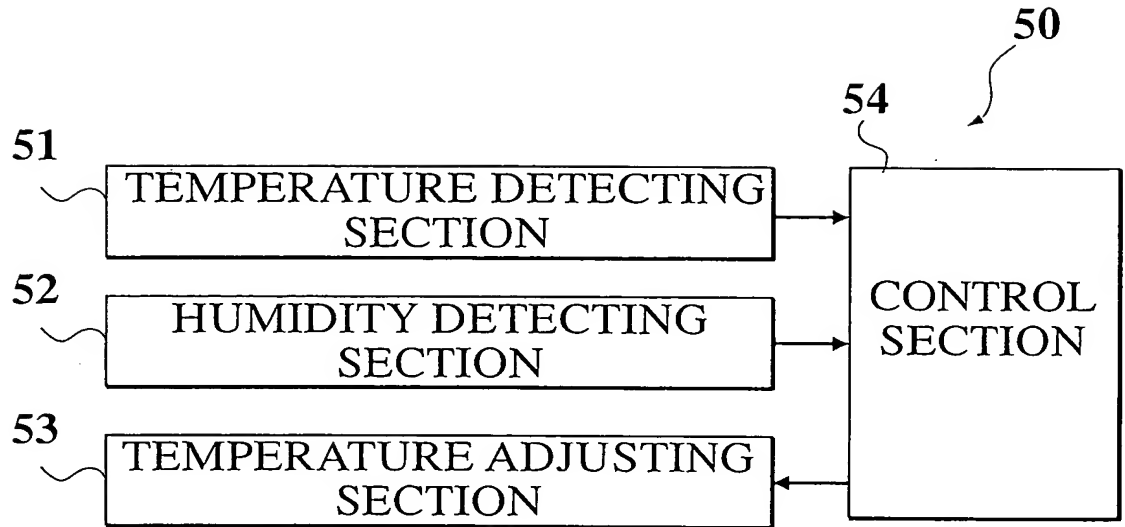 50
54
51
TEMPERATURE DETECTING
SECTION
52
HUMIDITY DETECTING
SECTION
CONTROL
SECTION
53
TEMPERATURE ADJUSTING
SECTION